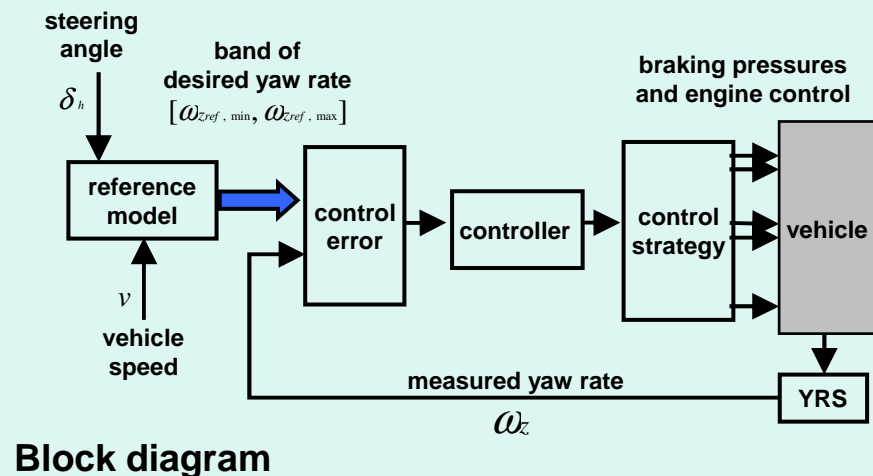 steering
angle
δh
band of
desired yaw rate
[ωzref , min, ωzref , max]
braking pressures
and engine control
reference
model
control
error
controller
control
strategy
vehicle
v
vehicle
speed
measured yaw rate
ωz
YRS
Block diagram